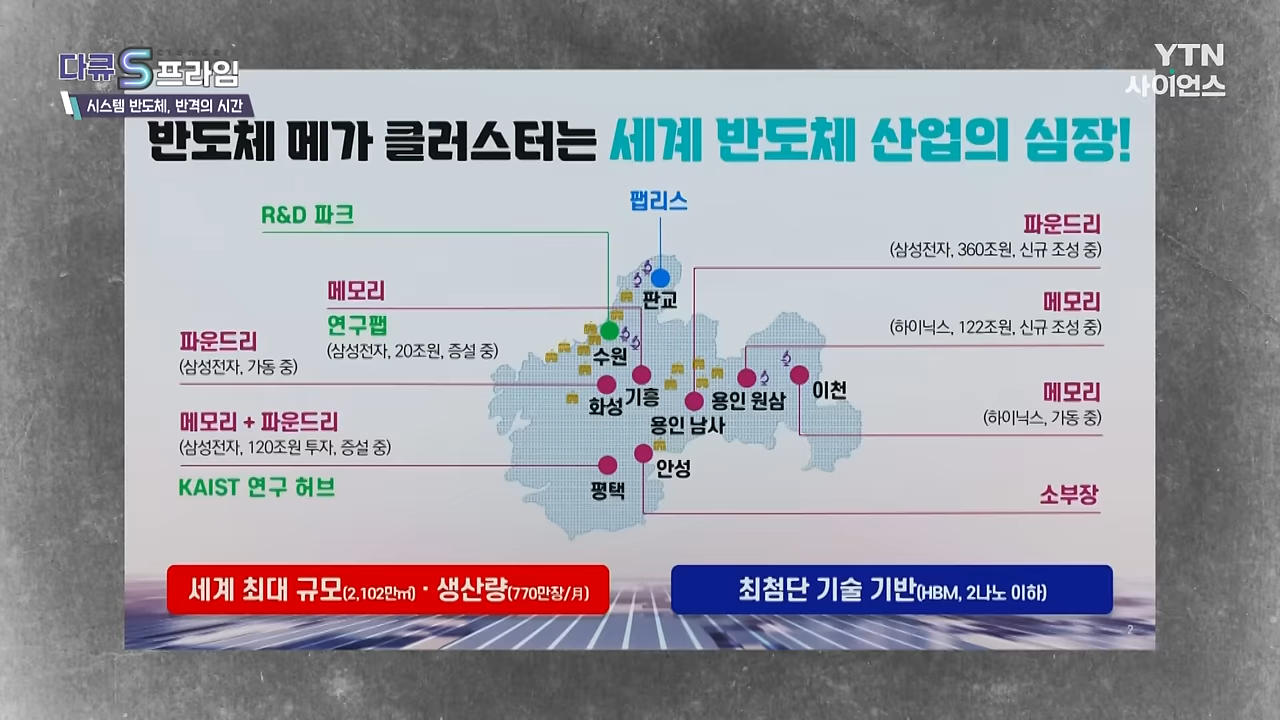 다큐S프라임
시스템 반도체, 반격의 시간
YTN
사이언스
반도체 메가 클러스터는 세계 반도체 산업의 심장!
R&D 파크
팹리스
파운드리
(삼성전자, 360조원, 신규 조성 중)
메모리
연구팹
(삼성전자, 20조원, 증설 중)
메모리
(하이닉스, 122조원, 신규 조성 중)
파운드리
(삼성전자, 가동 중)
메모리
(하이닉스, 가동 중)
메모리 + 파운드리
(삼성전자, 120조원 투자, 증설 중)
KAIST 연구 허브
소부장
판교
수원
기흥
화성
용인 원삼
이천
용인 남사
안성
평택
세계 최대 규모(2,102만㎡) · 생산량(770만장/月)
최첨단 기술 기반(HBM, 2나노 이하)
2